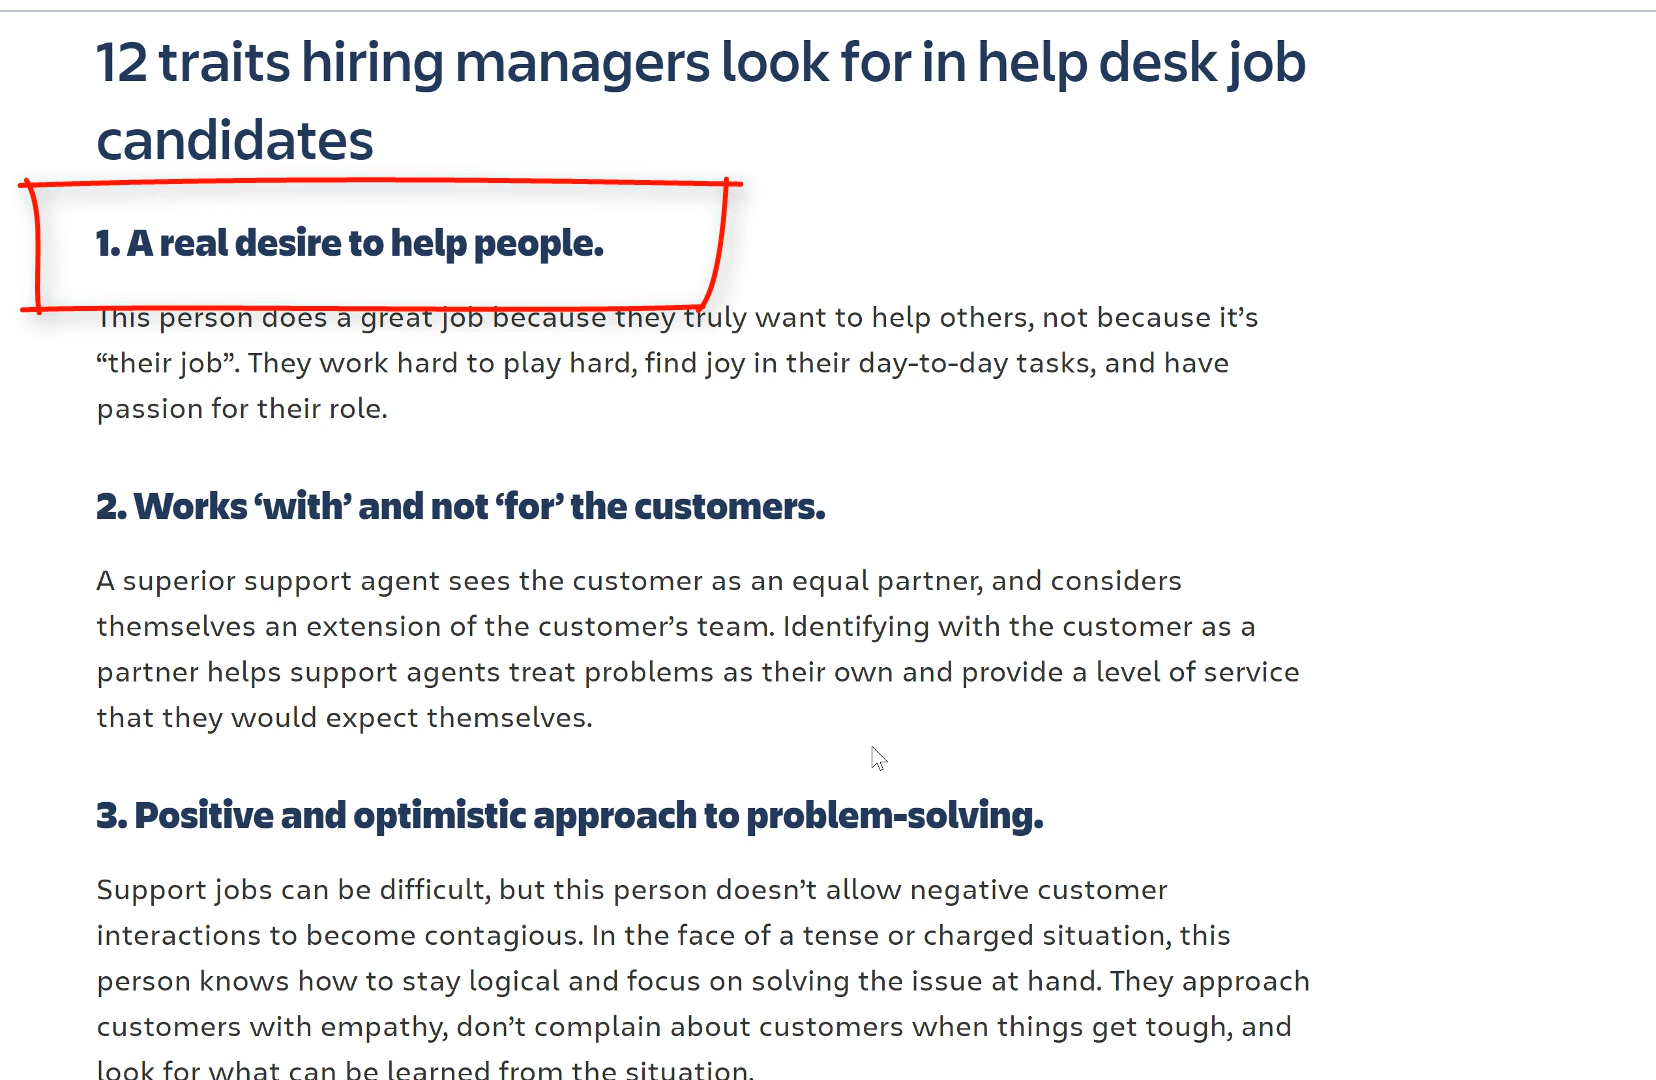 12 traits hiring managers look for in help desk job
candidates
1. A real desire to help people.
This person does a great job because they truly want to help others, not because it’s
“their job”. They work hard to play hard, find joy in their day-to-day tasks, and have
passion for their role.
2. Works ‘with’ and not ‘for’ the customers.
A superior support agent sees the customer as an equal partner, and considers
themselves an extension of the customer’s team. Identifying with the customer as a
partner helps support agents treat problems as their own and provide a level of service
that they would expect themselves.
3. Positive and optimistic approach to problem-solving.
Support jobs can be difficult, but this person doesn’t allow negative customer
interactions to become contagious. In the face of a tense or charged situation, this
person knows how to stay logical and focus on solving the issue at hand. They approach
customers with empathy, don’t complain about customers when things get tough, and
look for what can be learned from the situation.